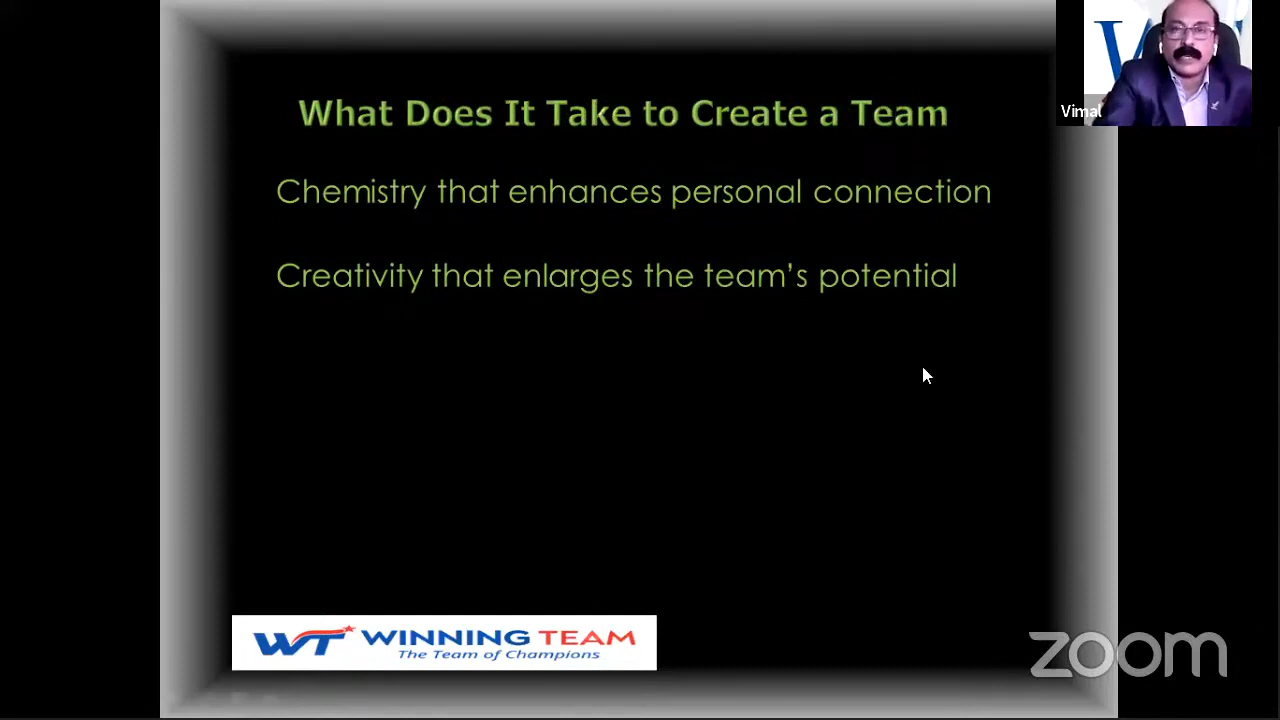 What Does It Take to Create a Team
Vimal
Chemistry that enhances personal connection
Creativity that enlarges the team's potential
WT WINNING TEAM
The Team of Champions
zoom